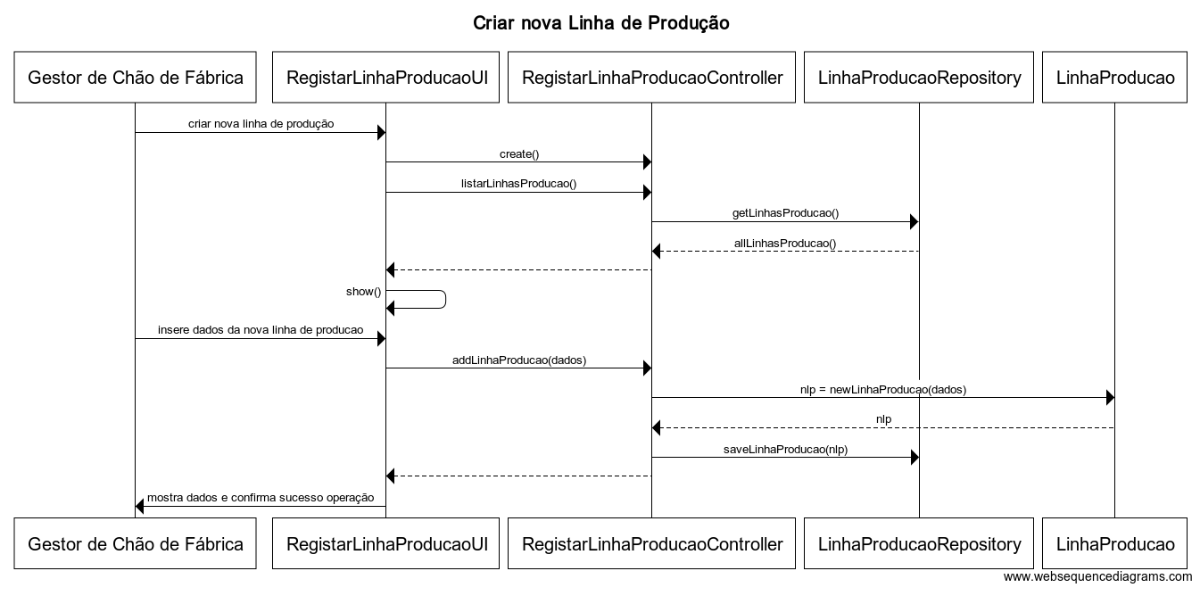 Criar nova Linha de Produção
Gestor de Chão de Fábrica
RegistarLinhaProducaoUI
RegistarLinhaProducaoController
LinhaProducaoRepository
LinhaProducao
criar nova linha de produção
create()
listarLinhasProducao()
getLinhasProducao()
allLinhasProducao()
show()
insere dados da nova linha de producao
addLinhaProducao(dados)
nlp = newLinhaProducao(dados)
nlp
saveLinhaProducao(nlp)
mostra dados e confirma sucesso operação
Gestor de Chão de Fábrica
RegistarLinhaProducaoUI
RegistarLinhaProducaoController
LinhaProducaoRepository
LinhaProducao
www.websequencediagrams.com